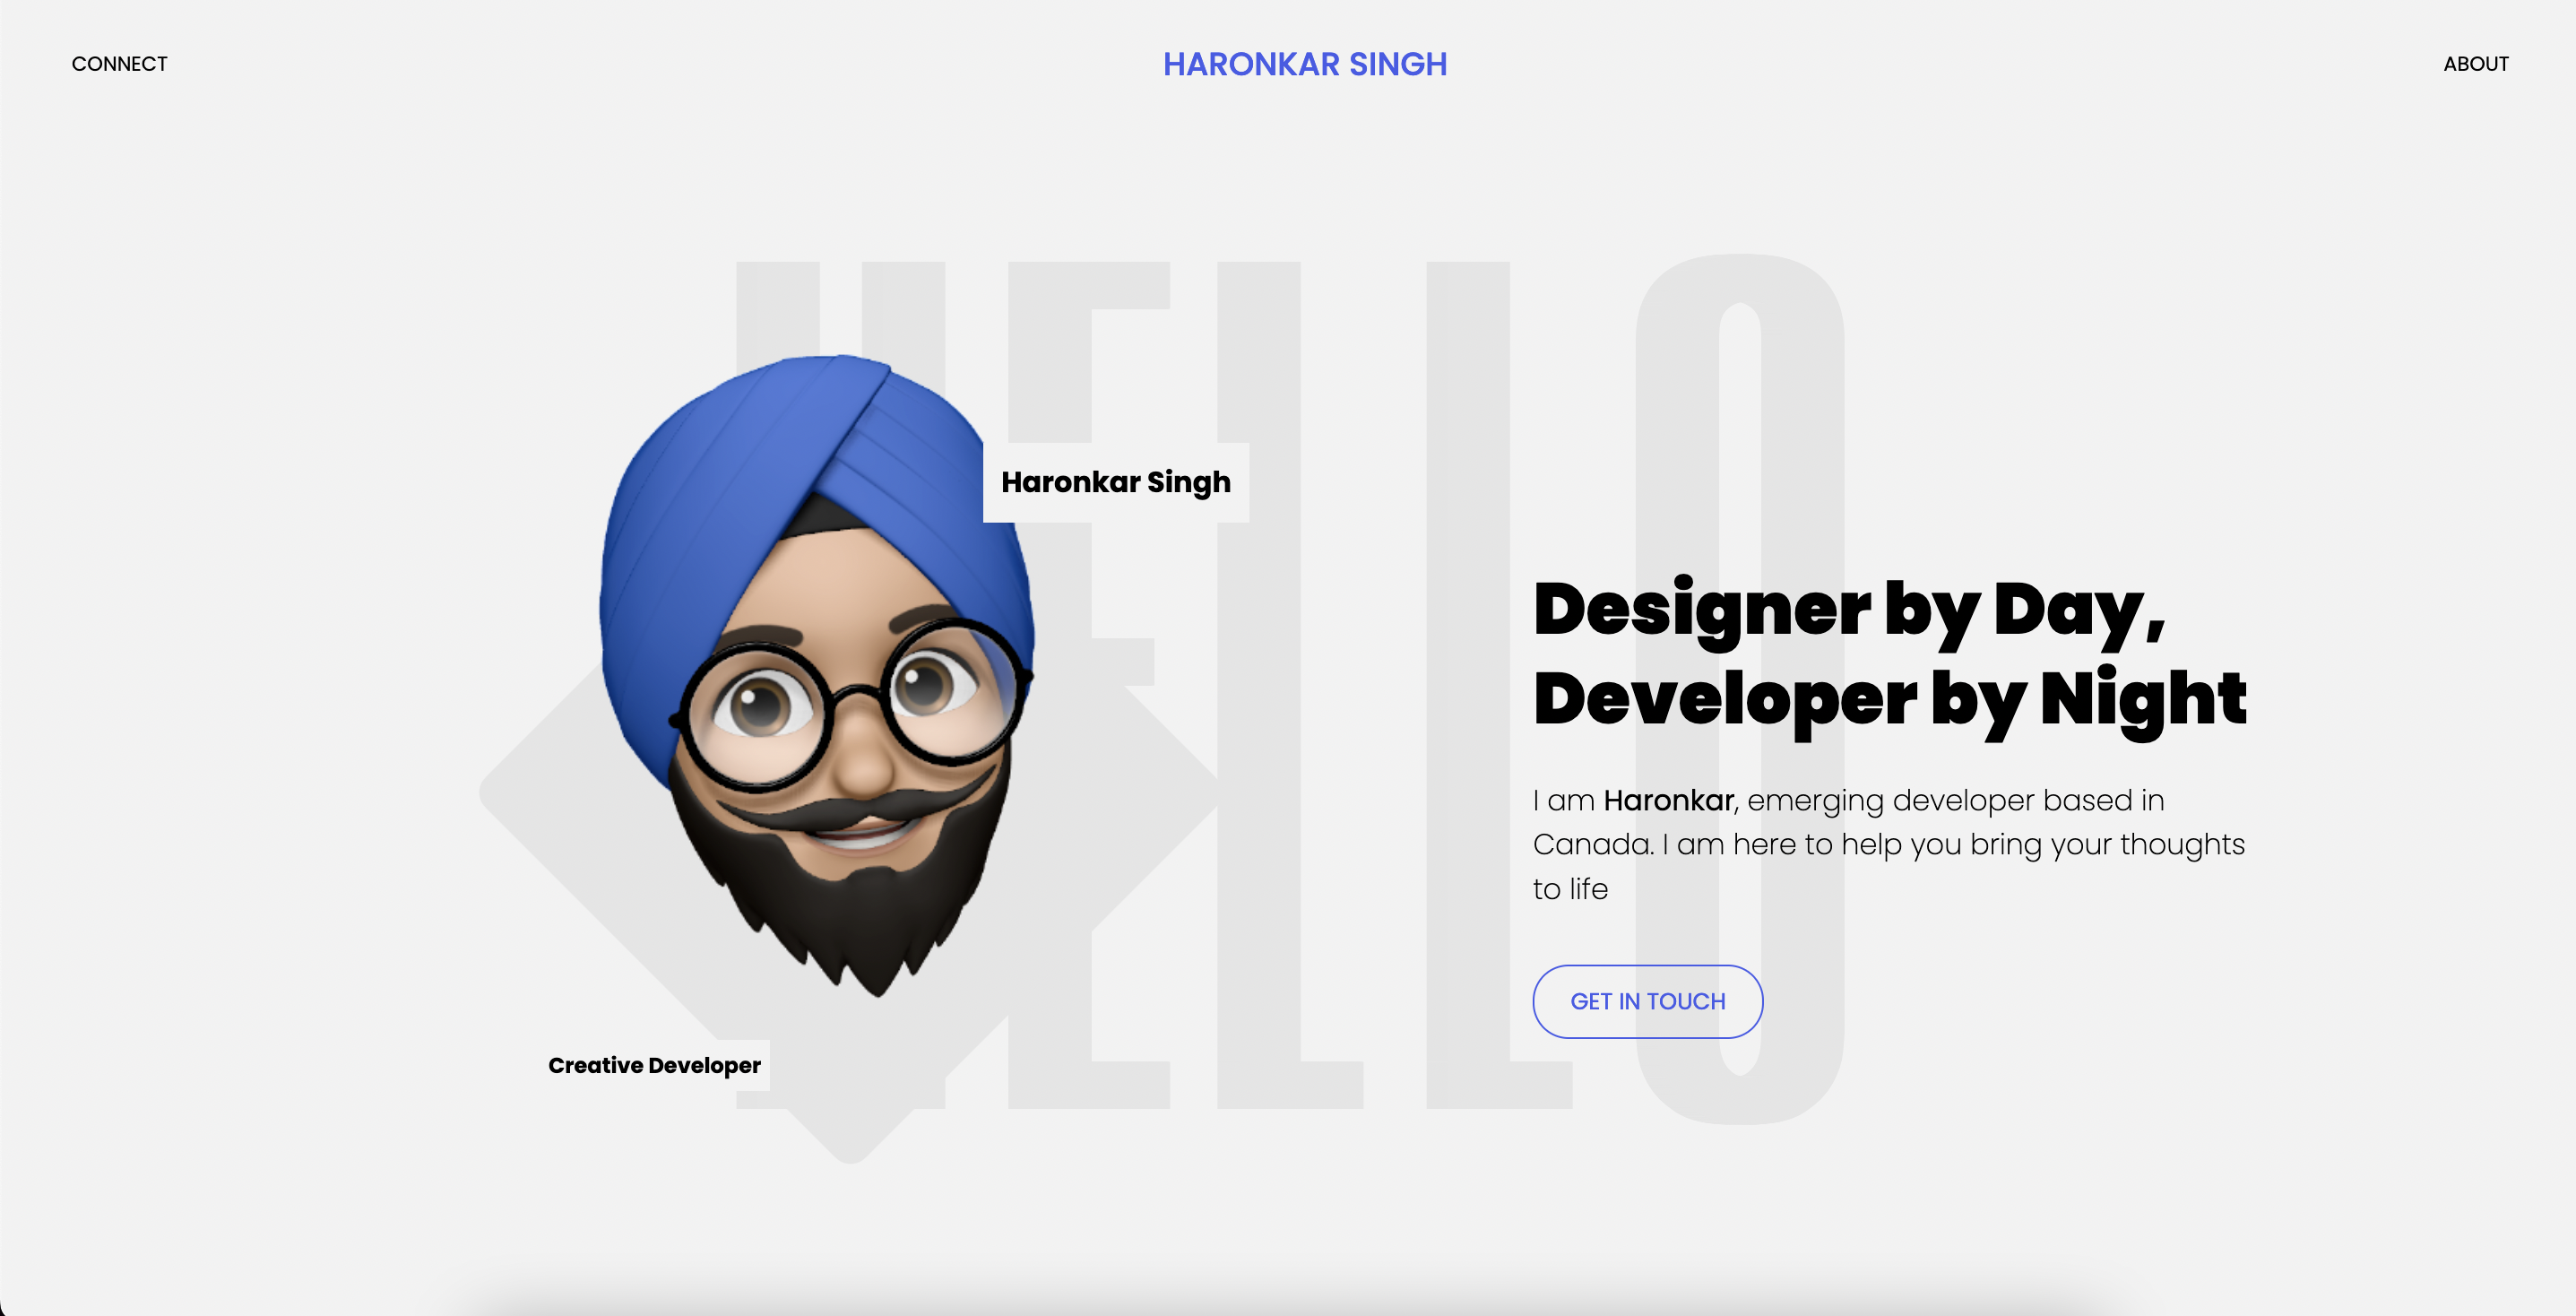 CONNECT
HARONKAR SINGH
ABOUT
HELLO
Haronkar Singh
Designer by Day,
Developer by Night
I am Haronkar, emerging developer based in
Canada. I am here to help you bring your thoughts
to life
GET IN TOUCH
Creative Developer